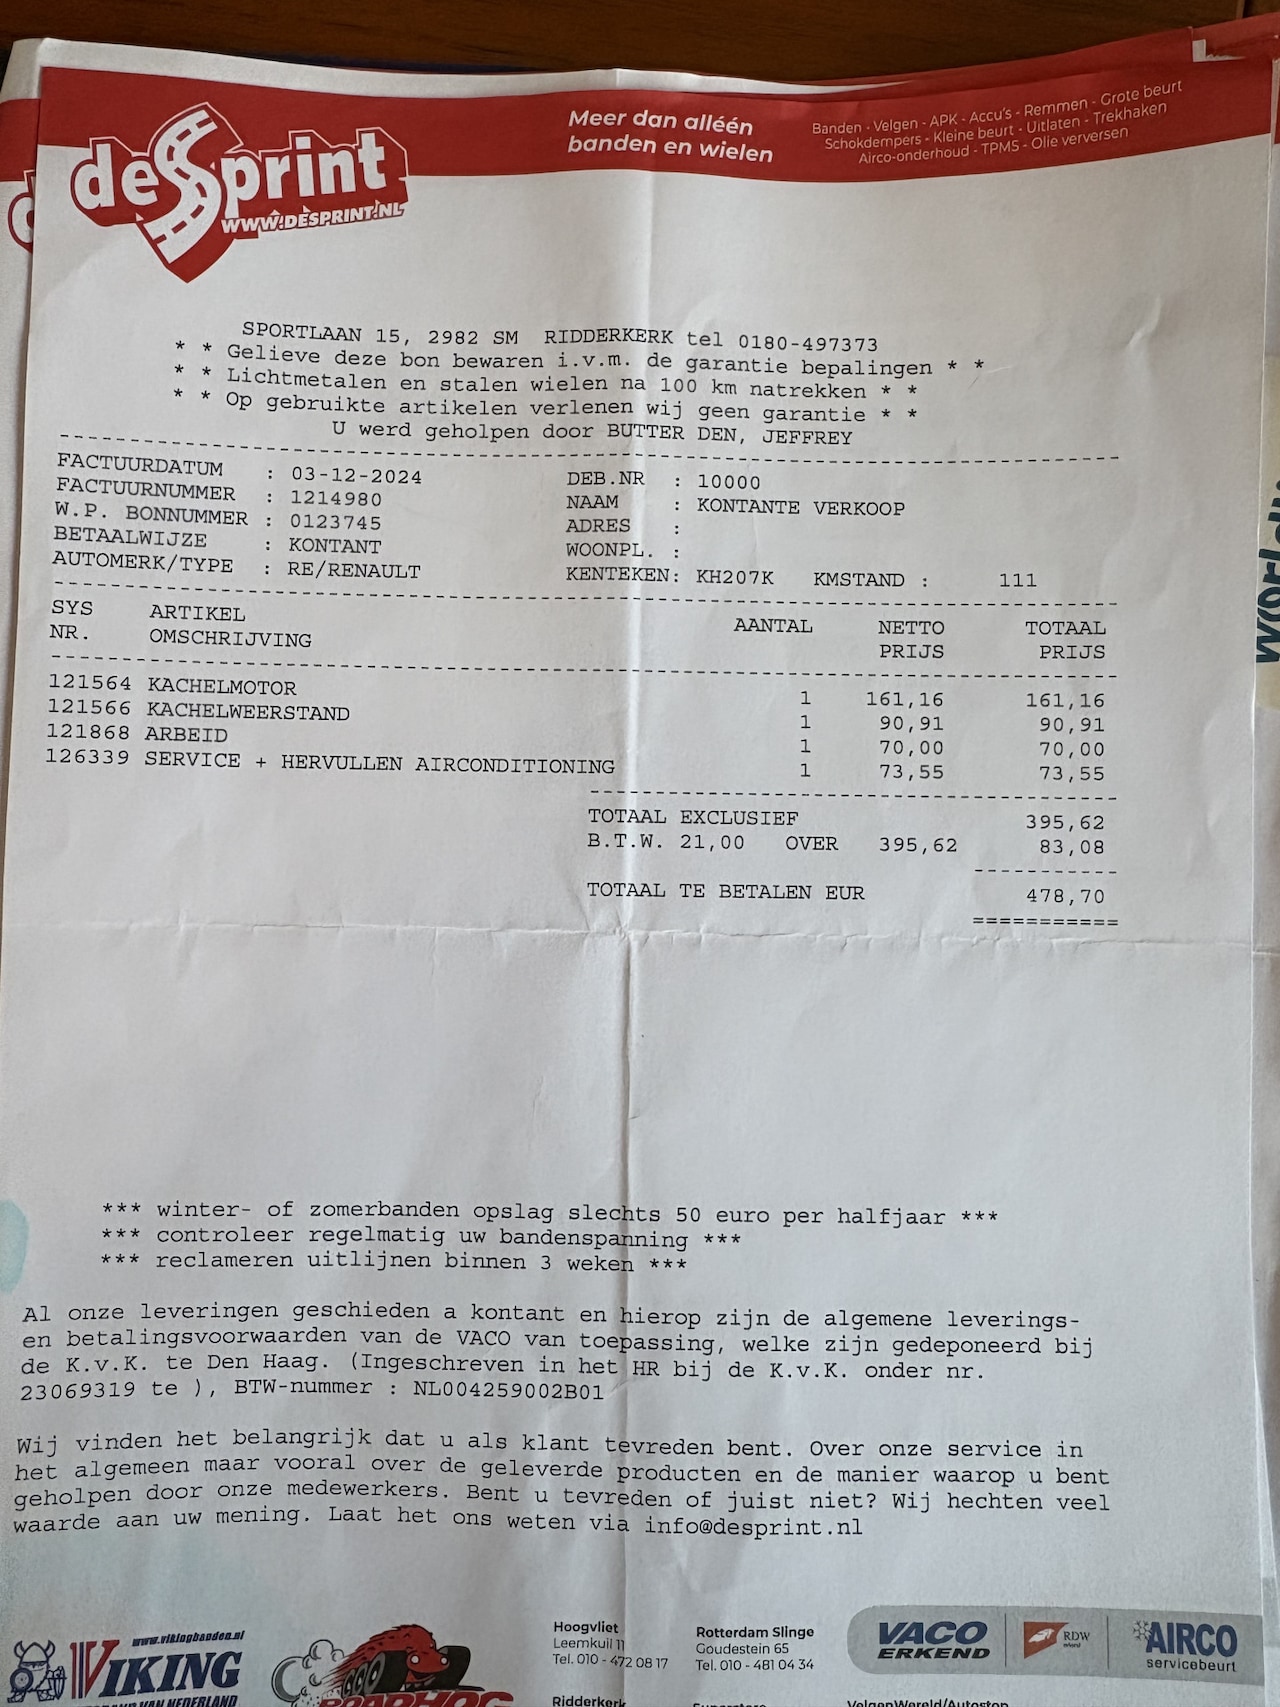 deSprint
WWW.DESPRINT.NL
Meer dan alléén
banden en wielen
Banden - Velgen - APK - Accu's - Remmen - Grote beurt
Schokdempers - Kleine beurt - Uitlaten - Trekhaken
Airco-onderhoud - TPMS - Olie verversen
SPORTLAAN 15, 2982 SM RIDDERKERK tel 0180-497373
* * Gelieve deze bon bewaren i.v.m. de garantie bepalingen * *
* * Lichtmetalen en stalen wielen na 100 km natrekken * *
* * Op gebruikte artikelen verlenen wij geen garantie * *
U werd geholpen door BUTTER DEN, JEFFREY
FACTUURDATUM : 03-12-2024 DEB.NR : 10000
FACTUURNUMMER : 1214980 NAAM : KONTANTE VERKOOP
W.P. BONNUMMER : 0123745 ADRES :
BETAALWIJZE : KONTANT WOONPL. :
AUTOMERK/TYPE : RE/RENAULT KENTEKEN: KH207K KMSTAND : 111
SYS ARTIKEL AANTAL NETTO TOTAAL
NR. OMSCHRIJVING PRIJS PRIJS
121564 KACHELMOTOR 1 161,16 161,16
121566 KACHELWEERSTAND 1 90,91 90,91
121868 ARBEID 1 70,00 70,00
126339 SERVICE + HERVULLEN AIRCONDITIONING 1 73,55 73,55
TOTAAL EXCLUSIEF 395,62
B.T.W. 21,00 OVER 395,62 83,08
TOTAAL TE BETALEN EUR 478,70
===========
*** winter- of zomerbanden opslag slechts 50 euro per halfjaar ***
*** controleer regelmatig uw bandenspanning ***
*** reclameren uitlijnen binnen 3 weken ***
Al onze leveringen geschieden a kontant en hierop zijn de algemene leverings-
en betalingsvoorwaarden van de VACO van toepassing, welke zijn gedeponeerd bij
de K.v.K. te Den Haag. (Ingeschreven in het HR bij de K.v.K. onder nr.
23069319 te ), BTW-nummer : NL004259002B01
Wij vinden het belangrijk dat u als klant tevreden bent. Over onze service in
het algemeen maar vooral over de geleverde producten en de manier waarop u bent
geholpen door onze medewerkers. Bent u tevreden of juist niet? Wij hechten veel
waarde aan uw mening. Laat het ons weten via info@desprint.nl
www.vikingbanden.nl
VIKING
VAN NEDERLAND
ROADHOG
Hoogvliet
Leemkuil 11
Tel. 010 - 472 08 17
Ridderkerk
Rotterdam Slinge
Goudestein 65
Tel. 010 - 481 04 34
Superstore
VACO
ERKEND
RDW
AIRCO
servicebeurt
VelgenWereld/Autostop